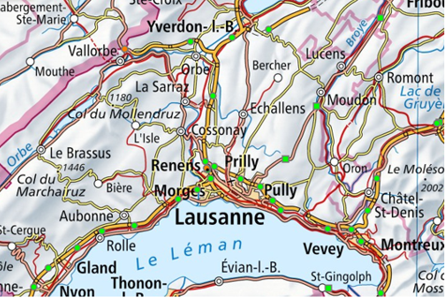 abergement-
Ste-Marie
Ste-Croix
Yverdon-l.-B
Fribo
Vallorbe
Mouthe
Orbe
Bercher
Lucens
Broye
Romont
La Sarraz
1180
Col du Mollendruz
L'Isle
Echallens
Moudon
Lac de
Gruyè
Cossonay
Orbe
Le Brassus
1446
Col du
Marchairuz
Bière
Renens
Prilly
Oron
Le Moléso
2002
Morges
Pully
Châtel-
St-Denis
Aubonne
Lausanne
St-Cergue
Rolle
Le Léman
Vevey
Montreux
Gland
Nyon
Thonon-
l.-B
Évian-l.-B.
St-Gingolph
Col d
Moss